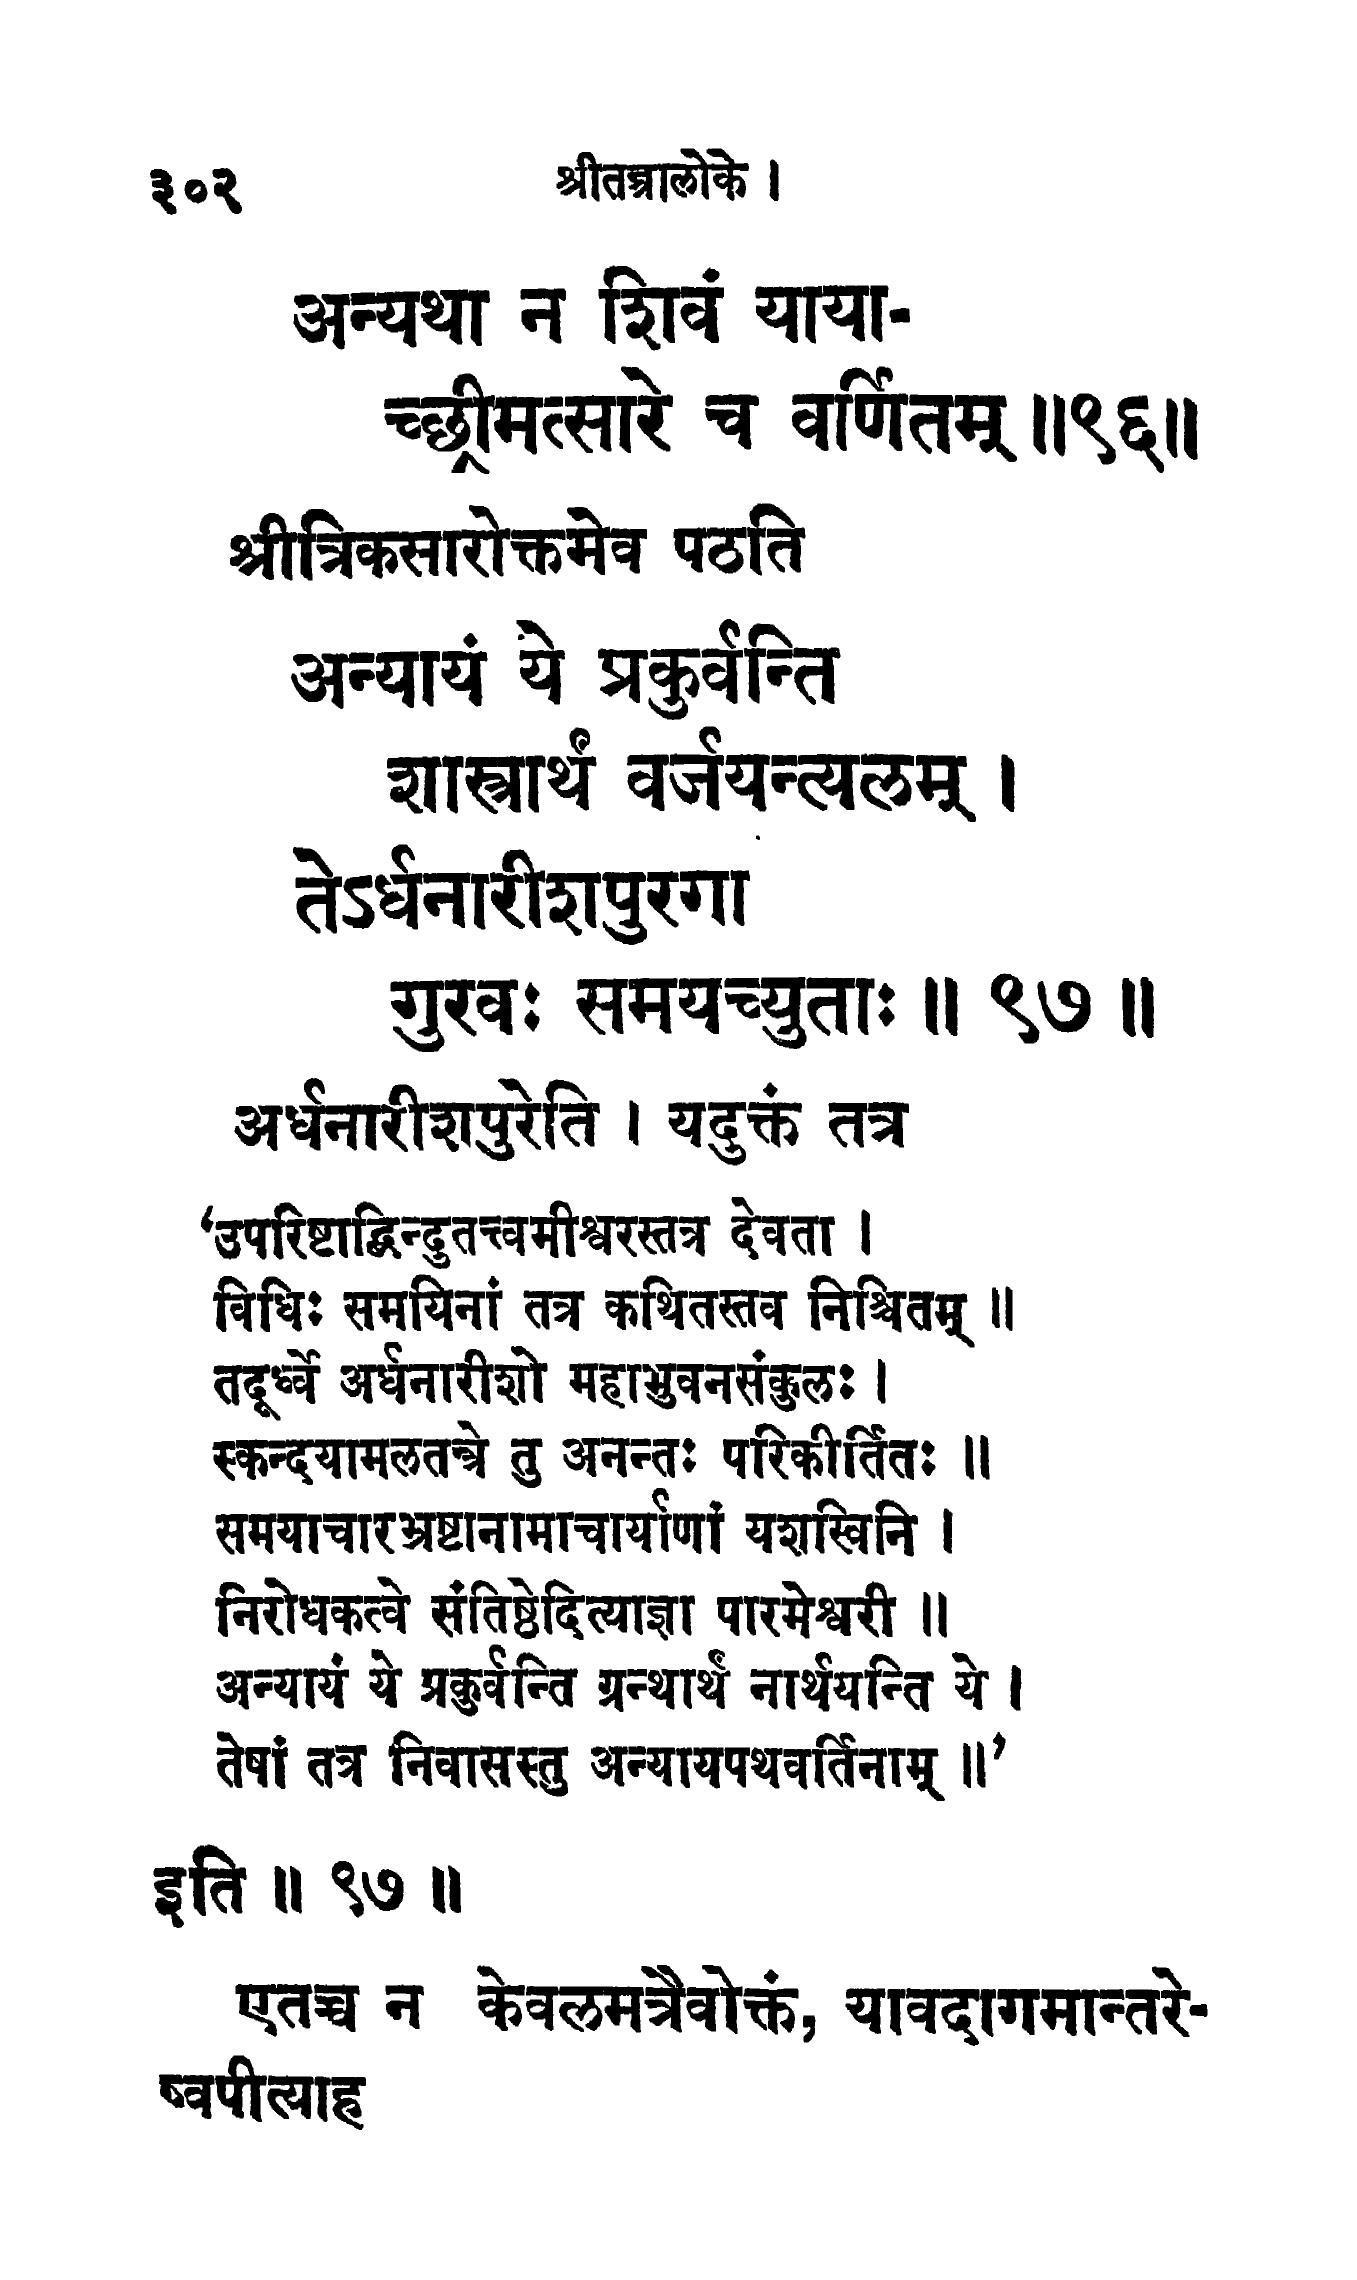 ३०२ श्रीतन्त्रालोके ।
अन्यथा न शिवं याया-
च्छ्रीमत्सारे च वर्णितम् ॥९६॥
श्रीत्रिकसारोक्तमेव पठति
अन्यायं ये प्रकुर्वन्ति
शास्त्रार्थं वर्जयन्त्यलम् ।
तेऽर्धनारीशपुरगा
गुरवः समयच्युताः ॥ ९७ ॥
अर्धनारीशपुरेति । यदुक्तं तत्र
‘उपरिष्टाद्बिन्दुतत्त्वमीश्वरस्तत्र देवता ।
विधिः समयिनां तत्र कथितस्तव निश्चितम् ॥
तदूर्ध्वे अर्धनारीशो महाभुवनसंकुलः ।
स्कन्दयामलतन्त्रे तु अनन्तः परिकीर्तितः ॥
समयाचारभ्रष्टानामाचार्याणां यशस्विनि ।
निरोधकत्वे संतिष्ठेदित्याज्ञा पारमेश्वरी ॥
अन्यायं ये प्रकुर्वन्ति ग्रन्थार्थं नार्थयन्ति ये ।
तेषां तत्र निवासस्तु अन्यायपथवर्तिनाम् ॥’
इति ॥ ९७ ॥
एतच्च न केवलमत्रैवोक्तं, यावदागमान्तरे-
ष्वपीत्याह